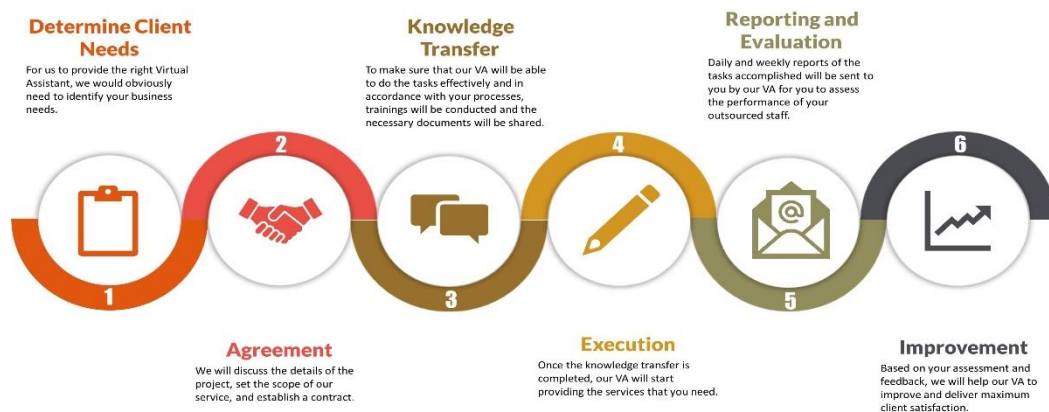 Determine Client
Needs
For us to provide the right Virtual
Assistant, we would obviously
need to identify your business
needs.
1
2
Agreement
We will discuss the details of the
project, set the scope of our
service, and establish a contract.
Knowledge
Transfer
To make sure that our VA will be able
to do the tasks effectively and in
accordance with your processes,
trainings will be conducted and the
necessary documents will be shared.
3
4
Execution
Once the knowledge transfer is
completed, our VA will start
providing the services that you need.
Reporting and
Evaluation
Daily and weekly reports of the
tasks accomplished will be sent to
you by our VA for you to assess
the performance of your
outsourced staff.
@
5
6
Improvement
Based on your assessment and
feedback, we will help our VA to
improve and deliver maximum
client satisfaction.